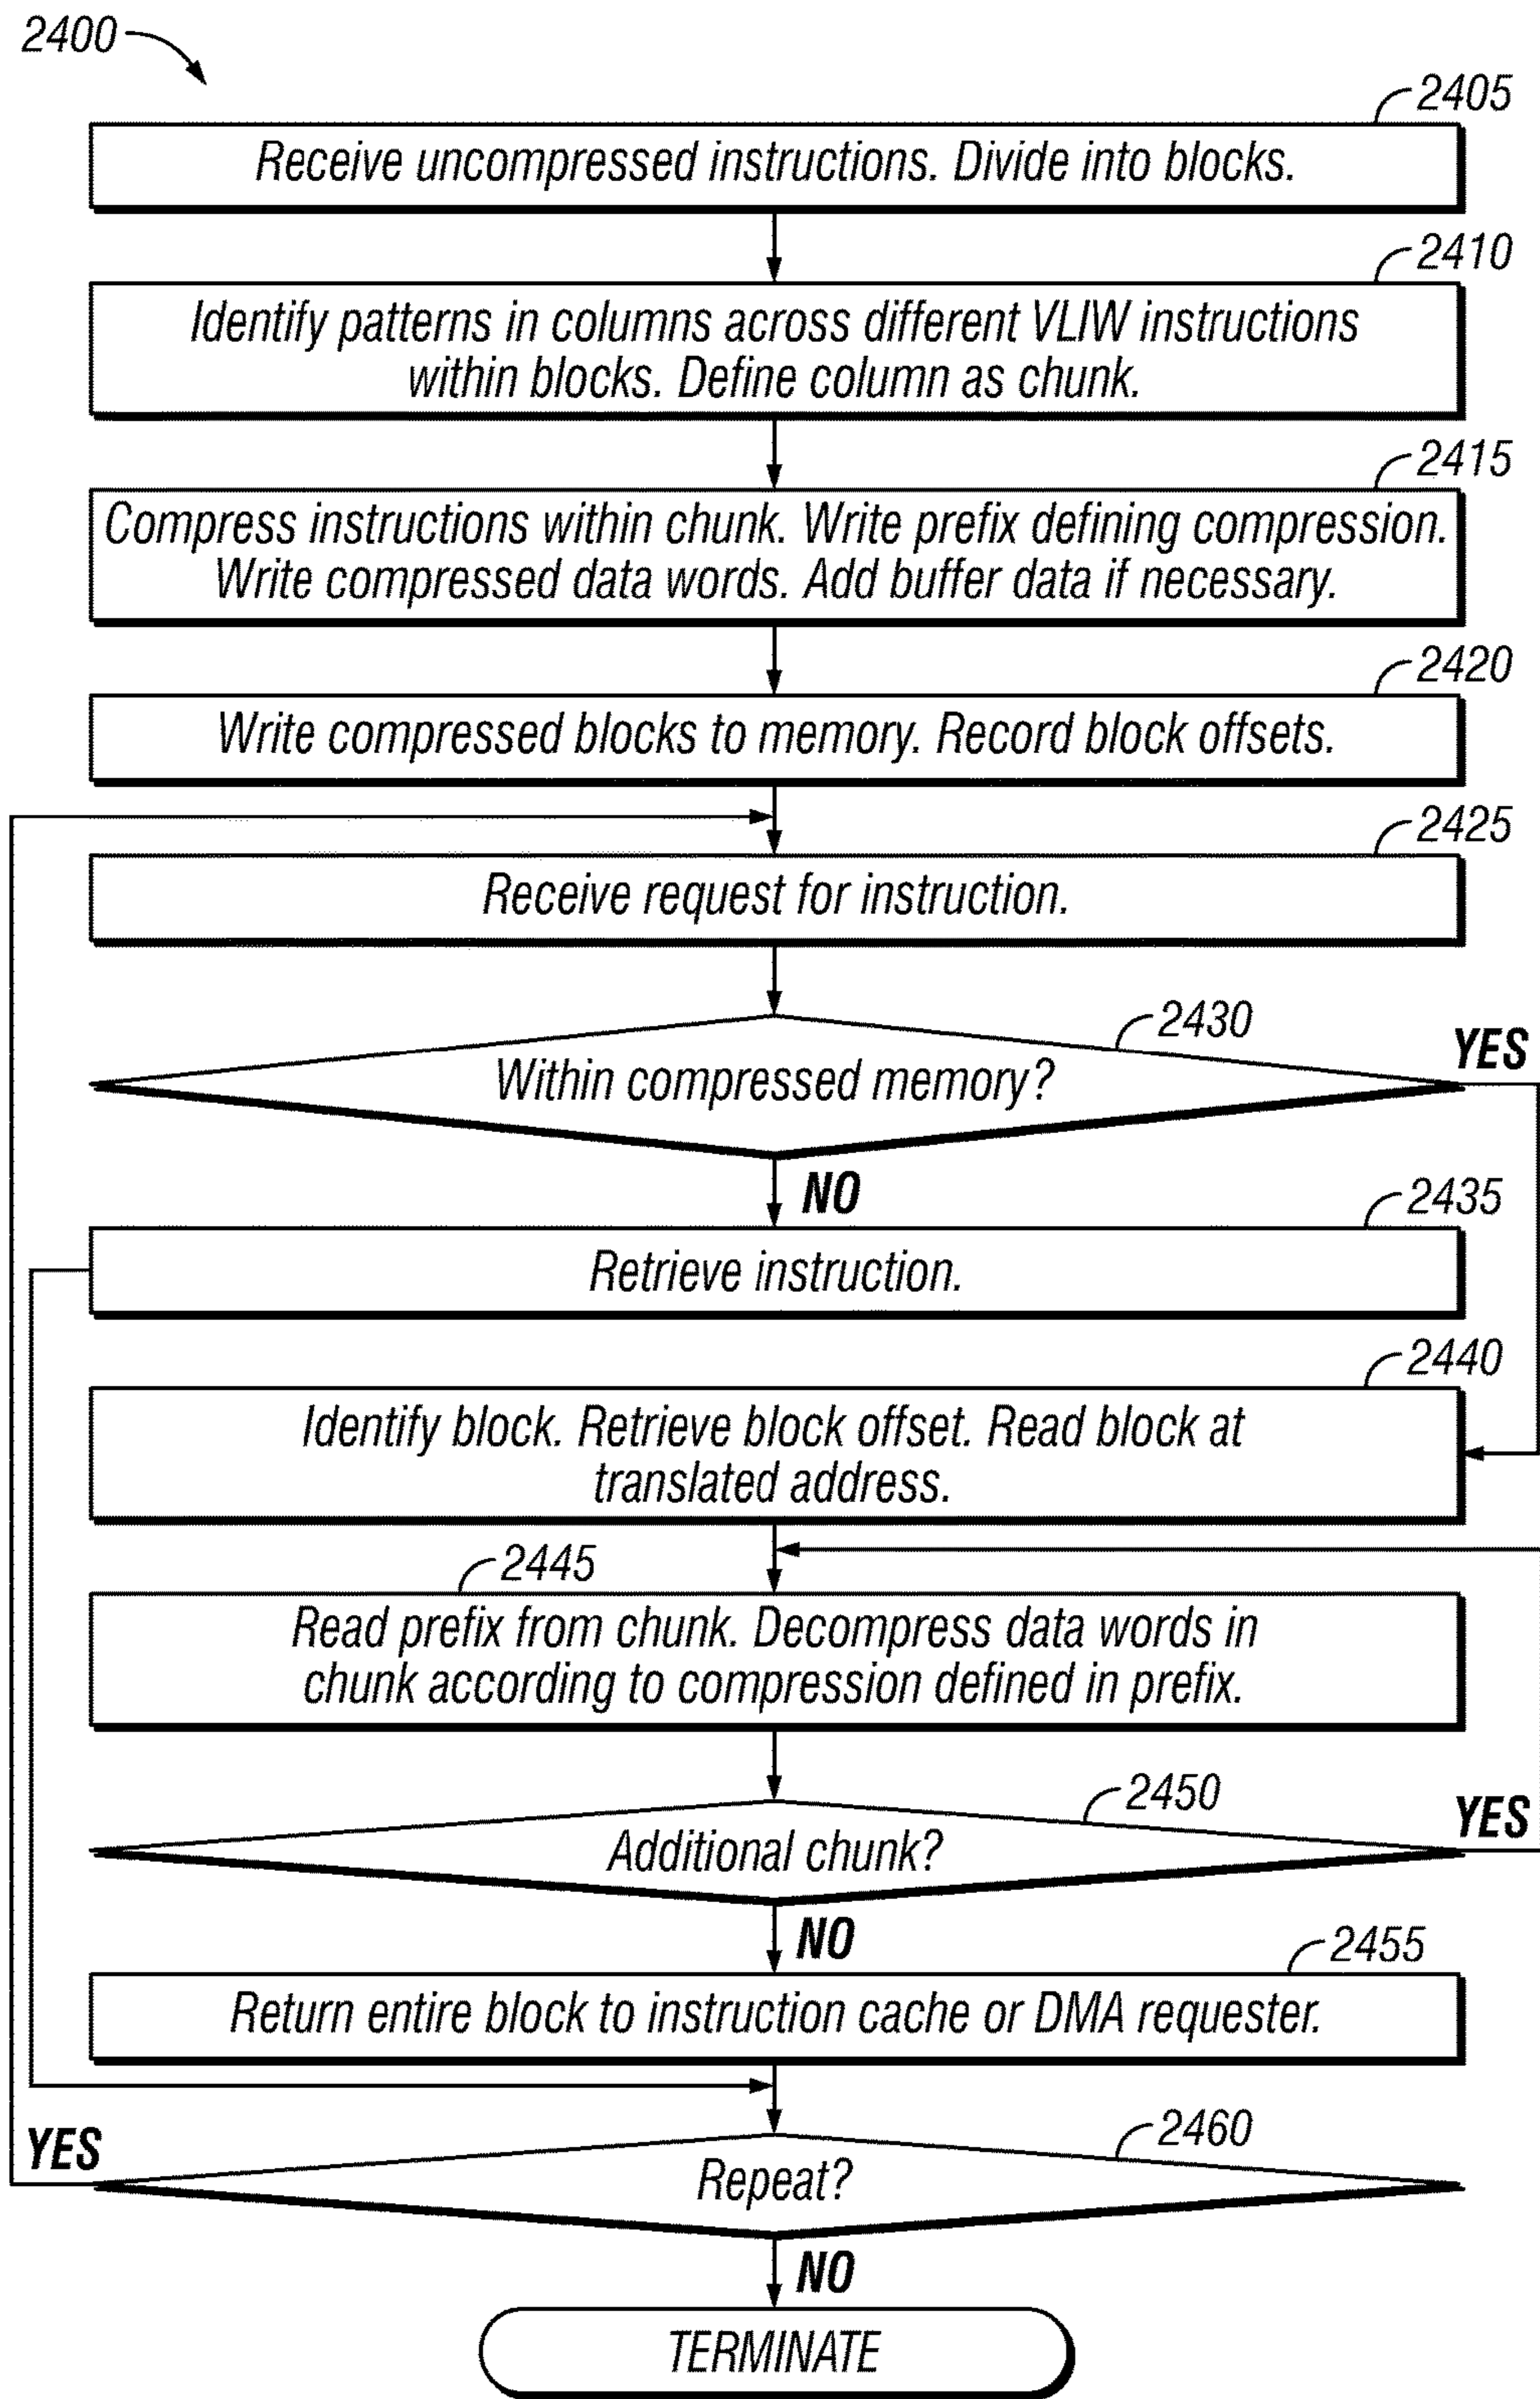 2400
2405
Receive uncompressed instructions. Divide into blocks.
2410
Identify patterns in columns across different VLIW instructions
within blocks. Define column as chunk.
2415
Compress instructions within chunk. Write prefix defining compression.
Write compressed data words. Add buffer data if necessary.
2420
Write compressed blocks to memory. Record block offsets.
2425
Receive request for instruction.
2430
YES
Within compressed memory?
NO
2435
Retrieve instruction.
2440
Identify block. Retrieve block offset. Read block at
translated address.
2445
Read prefix from chunk. Decompress data words in
chunk according to compression defined in prefix.
2450
YES
Additional chunk?
NO
2455
Return entire block to instruction cache or DMA requester.
2460
YES
Repeat?
NO
TERMINATE